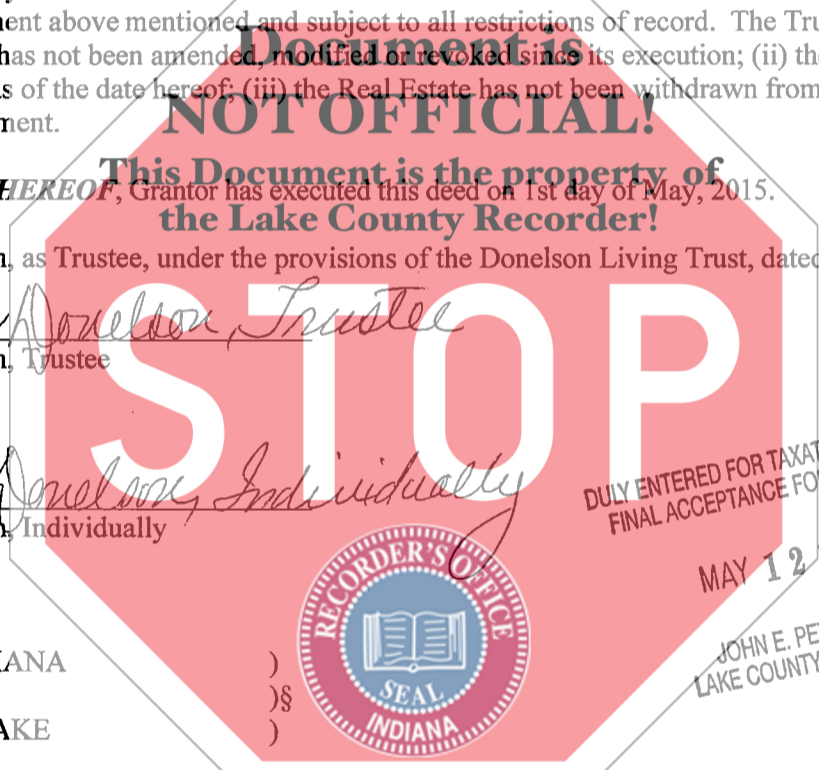 ent above mentioned and subject to all restrictions of record. The Tru
Document is
has not been amended, modified or revoked since its execution; (ii) th
s of the date hereof; (iii) the Real Estate has not been withdrawn from
NOT OFFICIAL!
ment.
This Document is the property of
HEREOF, Grantor has executed this deed on 1st day of May, 2015.
the Lake County Recorder!
n, as Trustee, under the provisions of the Donelson Living Trust, dated
STOP
Donelson, Trustee
n, Trustee
Donelson, Individually
n, Individually
DULY ENTERED FOR TAXAT
FINAL ACCEPTANCE FO
MAY 12
JOHN E. PE
LAKE COUNTY
RECORDER'S OFFICE
SEAL
INDIANA
IANA )
)§
AKE )